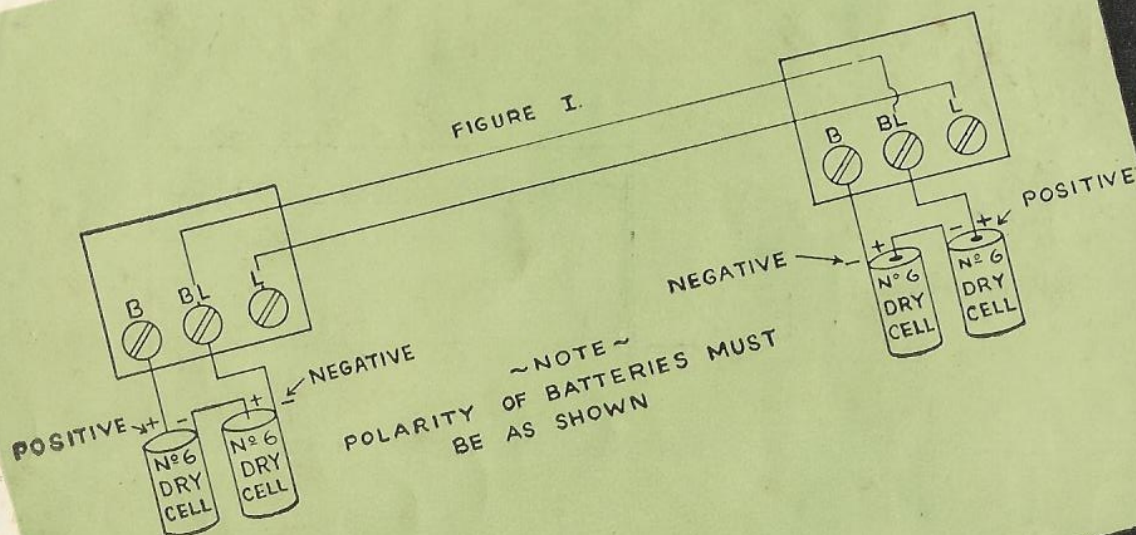 FIGURE I.
B BL L
POSITIVE
+ - + -
NEGATIVE
Nº 6
DRY
CELL
Nº 6
DRY
CELL
~NOTE~
POLARITY OF BATTERIES MUST
BE AS SHOWN
B BL L
NEGATIVE
- + - +
POSITIVE
Nº 6
DRY
CELL
Nº 6
DRY
CELL